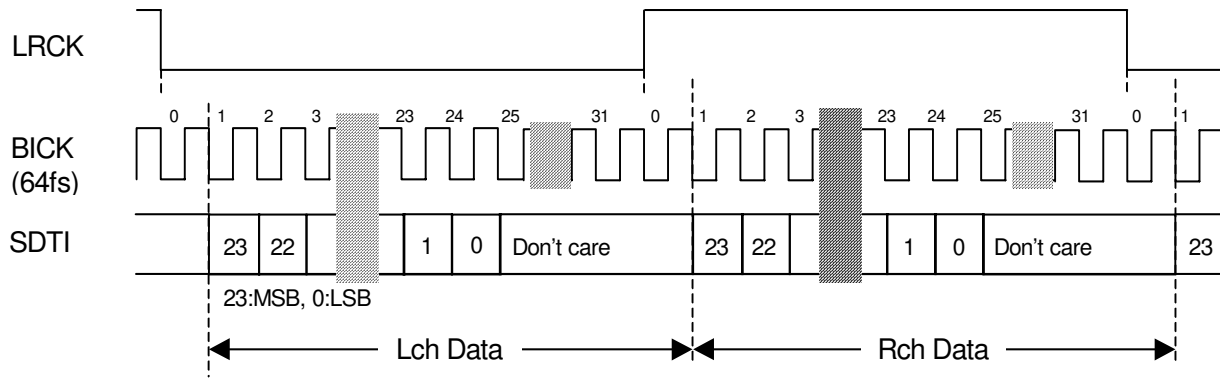 LRCK
0 1 2 3 23 24 25 31 0 1 2 3 23 24 25 31 0 1
BICK
(64fs)
SDTI 23 22 1 0 Don't care 23 22 1 0 Don't care 23
23:MSB, 0:LSB
Lch Data Rch Data